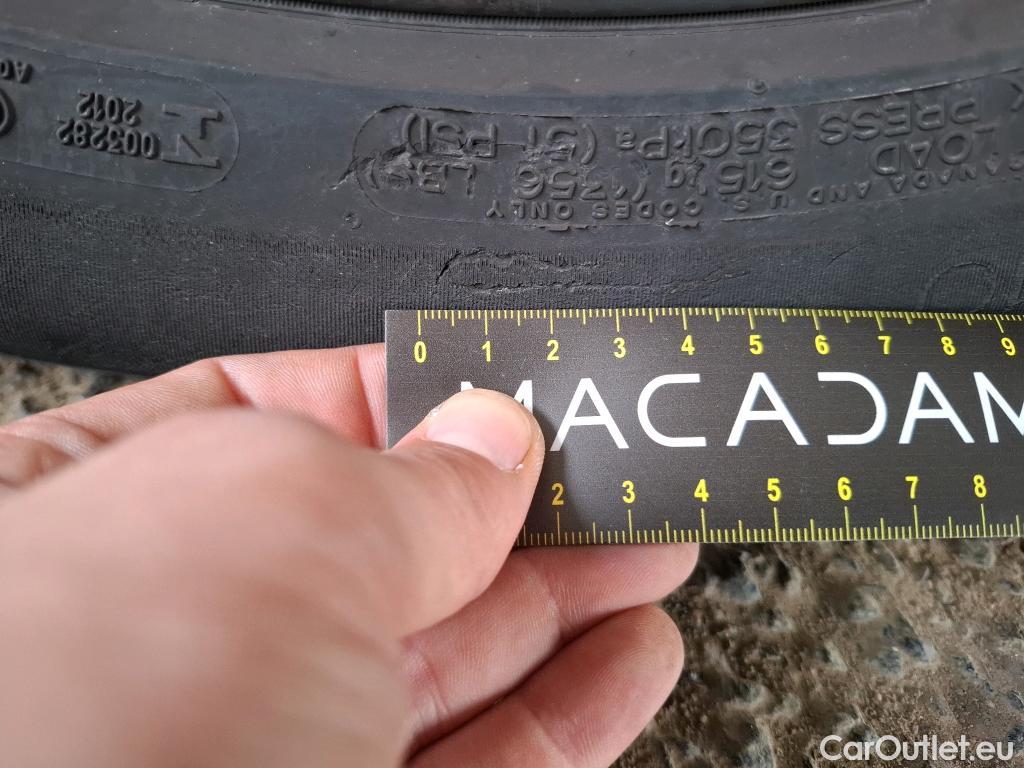 005282
2012
LOAD 615 kg (1356 LBS)
PRESS 350 kPa (51 PSI)
CANADA AND U.S. CODES ONLY
0 1 2 3 4 5 6 7 8 9
MACADAM
2 3 4 5 6 7 8
CarOutlet.eu